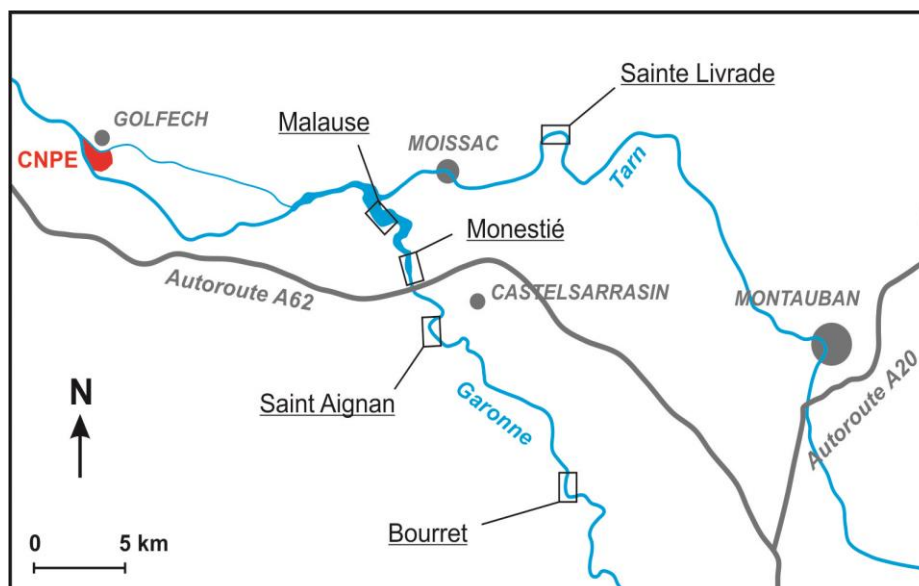 Sainte Livrade
GOLFECH
Malause
MOISSAC
CNPE
Tarn
Monestié
Autoroute A62
CASTELSARRASIN
MONTAUBAN
N
Saint Aignan
Garonne
Autoroute A20
Bourret
0 5 km